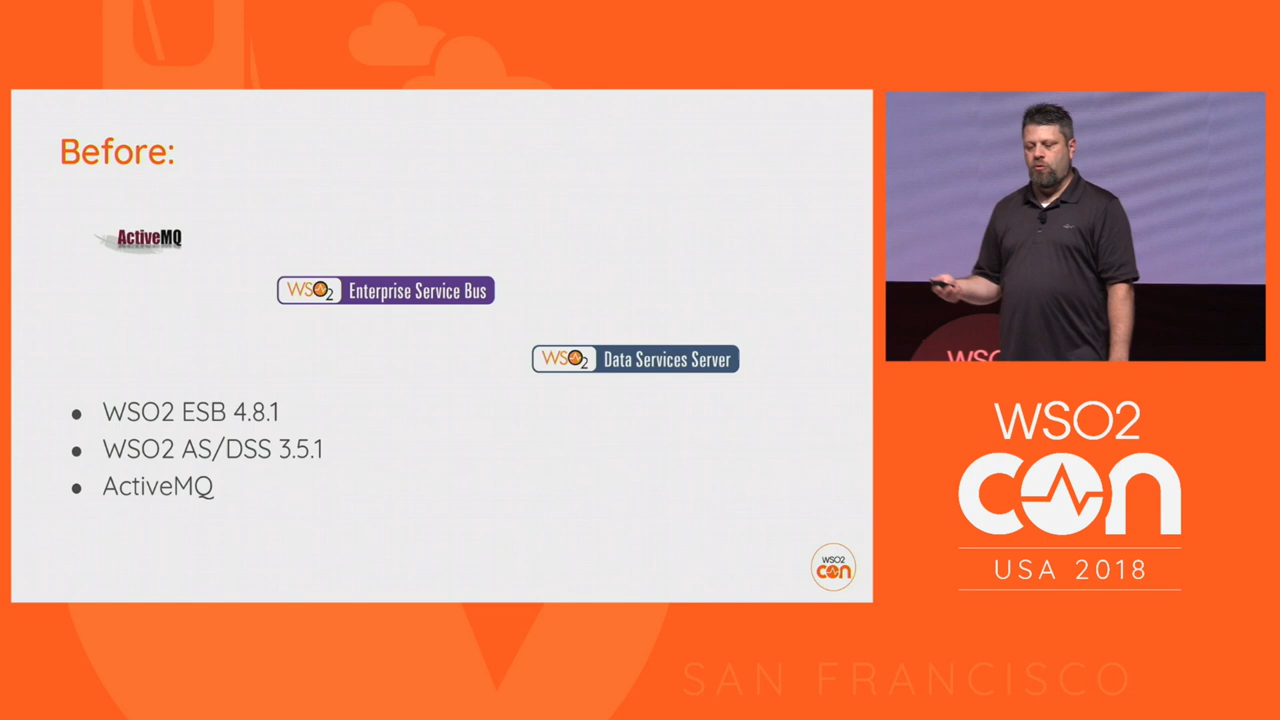 Before:
ActiveMQ
WSO2 Enterprise Service Bus
WSO2 Data Services Server
● WSO2 ESB 4.8.1
● WSO2 AS/DSS 3.5.1
● ActiveMQ
WSO2
con
WSO2
WSO2
con
USA 2018
SAN FRANCISCO